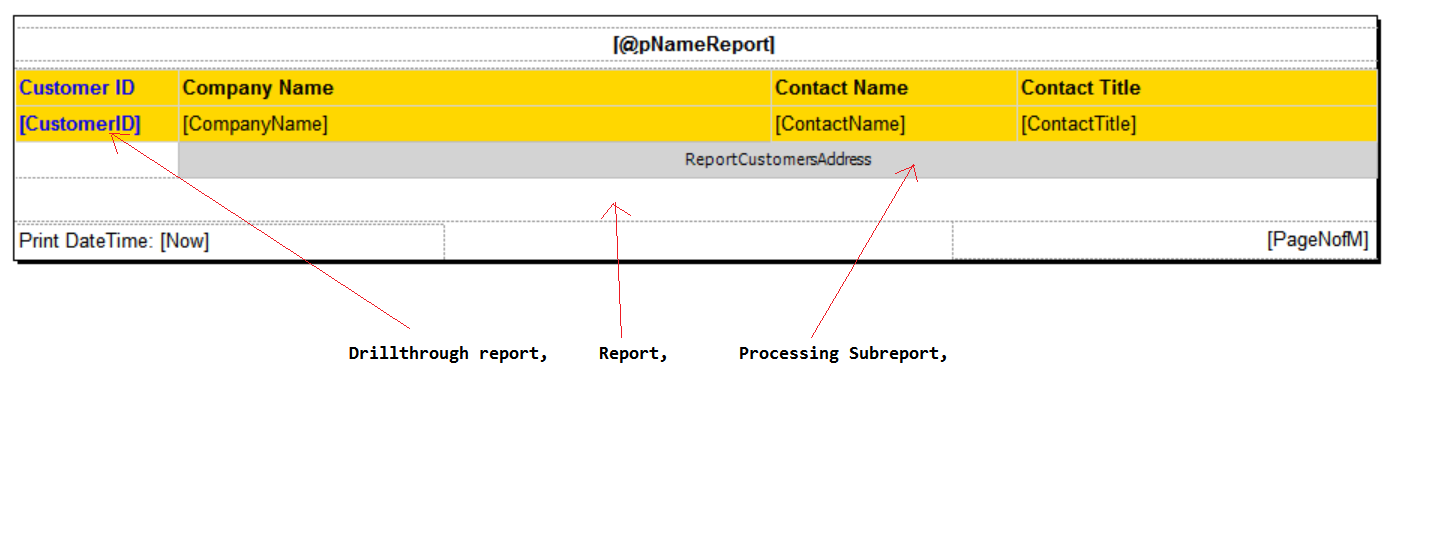 [@pNameReport]
Customer ID Company Name Contact Name Contact Title
[CustomerID] [CompanyName] [ContactName] [ContactTitle]
ReportCustomersAddress
Print DateTime: [Now] [PageNofM]
Drillthrough report, Report, Processing Subreport,